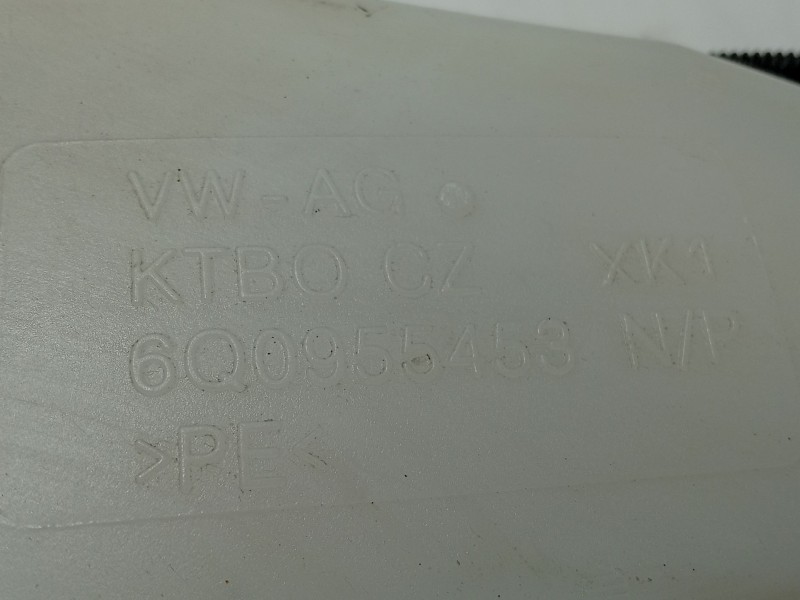 VW-AG
KTBO CZ XK1
6Q0955453 N/P
>PE<